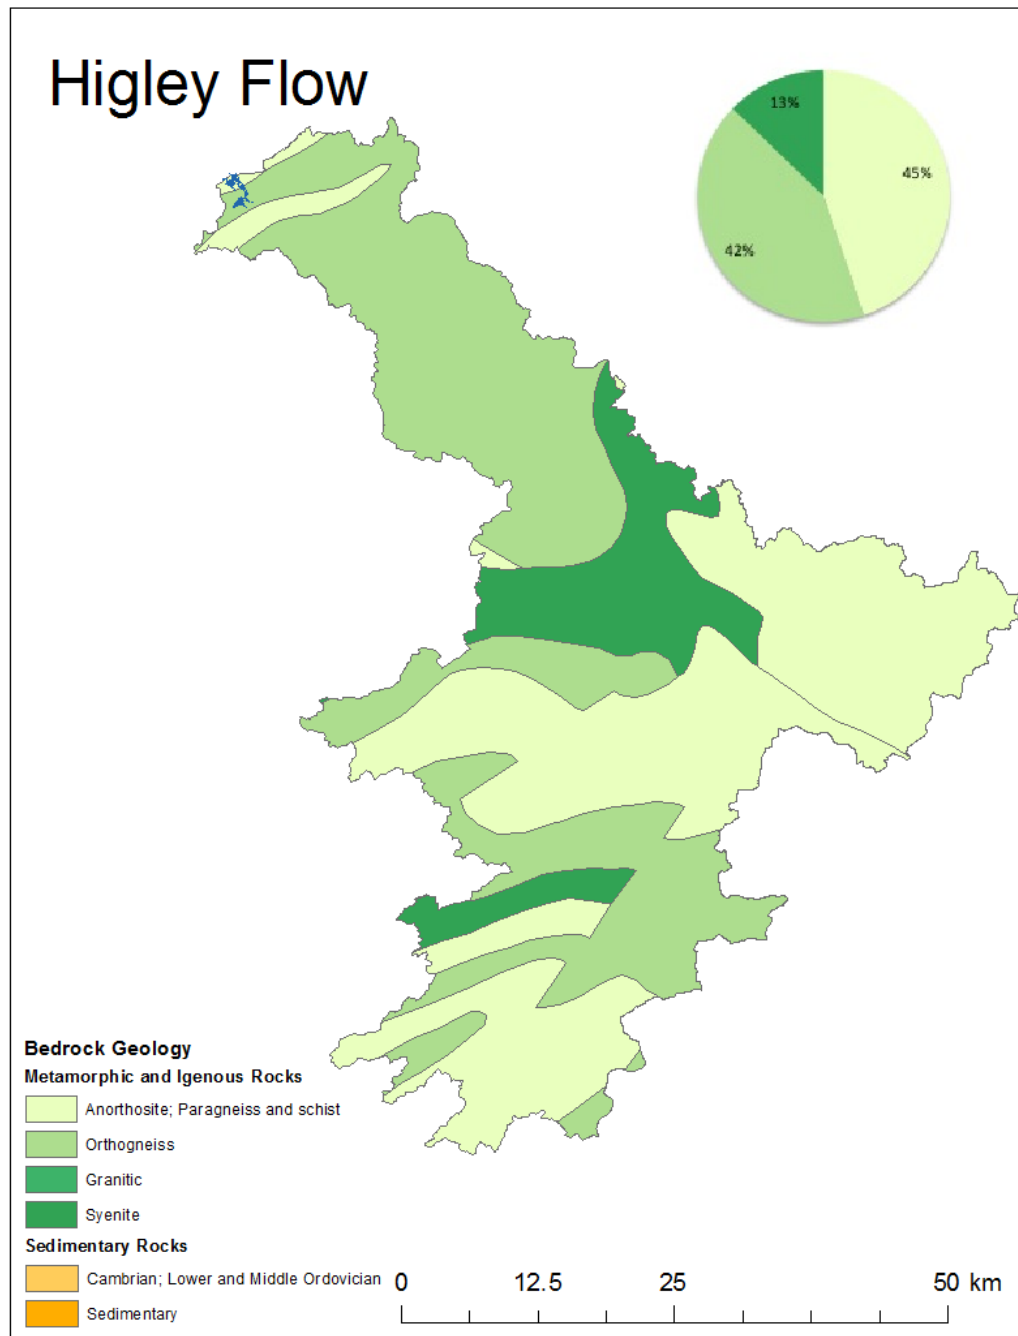 Higley Flow
13%
45%
42%
Bedrock Geology
Metamorphic and Igenous Rocks
Anorthosite; Paragneiss and schist
Orthogneiss
Granitic
Syenite
Sedimentary Rocks
Cambrian; Lower and Middle Ordovician
Sedimentary
0 12.5 25 50 km